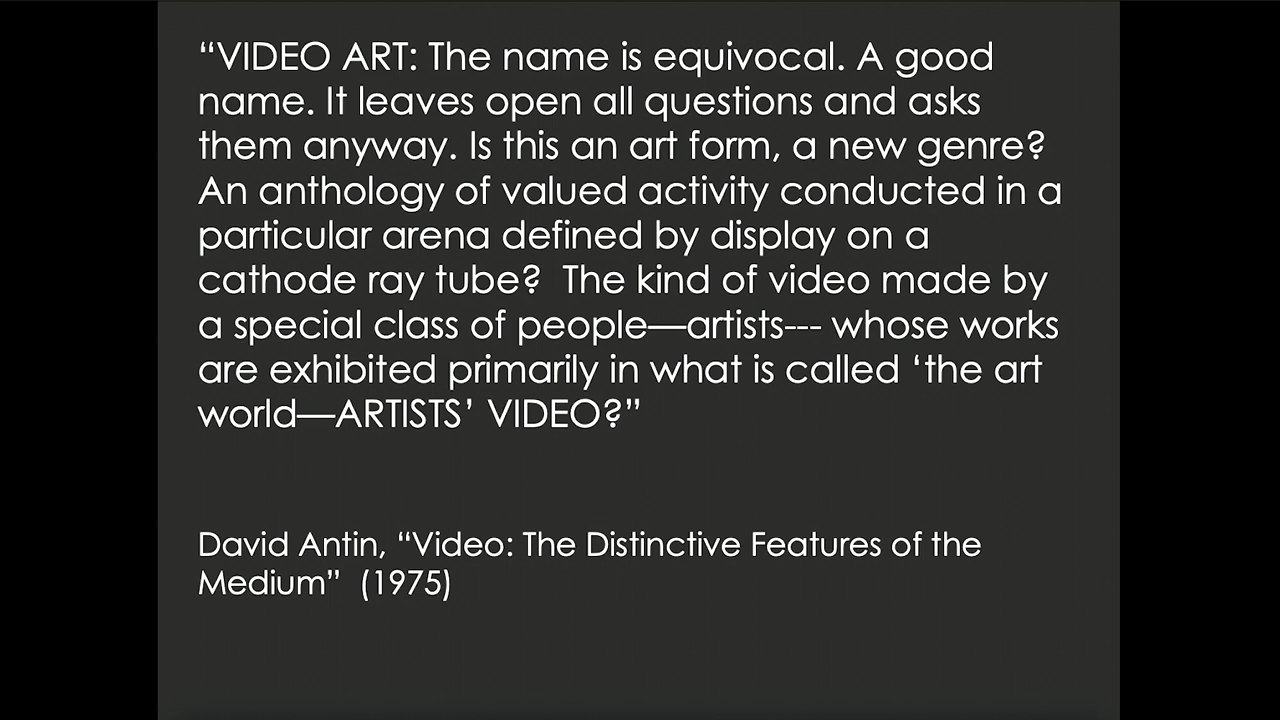 “VIDEO ART: The name is equivocal. A good
name. It leaves open all questions and asks
them anyway. Is this an art form, a new genre?
An anthology of valued activity conducted in a
particular arena defined by display on a
cathode ray tube?  The kind of video made by
a special class of people—artists--- whose works
are exhibited primarily in what is called ‘the art
world—ARTISTS’ VIDEO?”
David Antin, “Video: The Distinctive Features of the
Medium”  (1975)